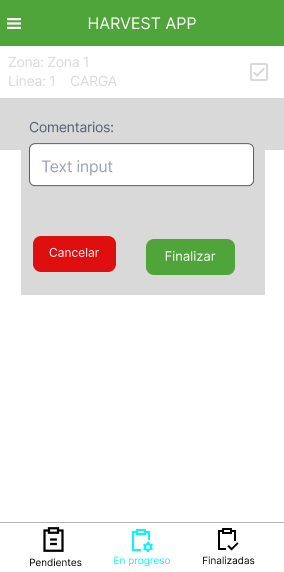 HARVEST APP
Zona: Zona 1
Linea: 1 CARGA
Comentarios:
Text input
Cancelar Finalizar
Pendientes En progreso Finalizadas